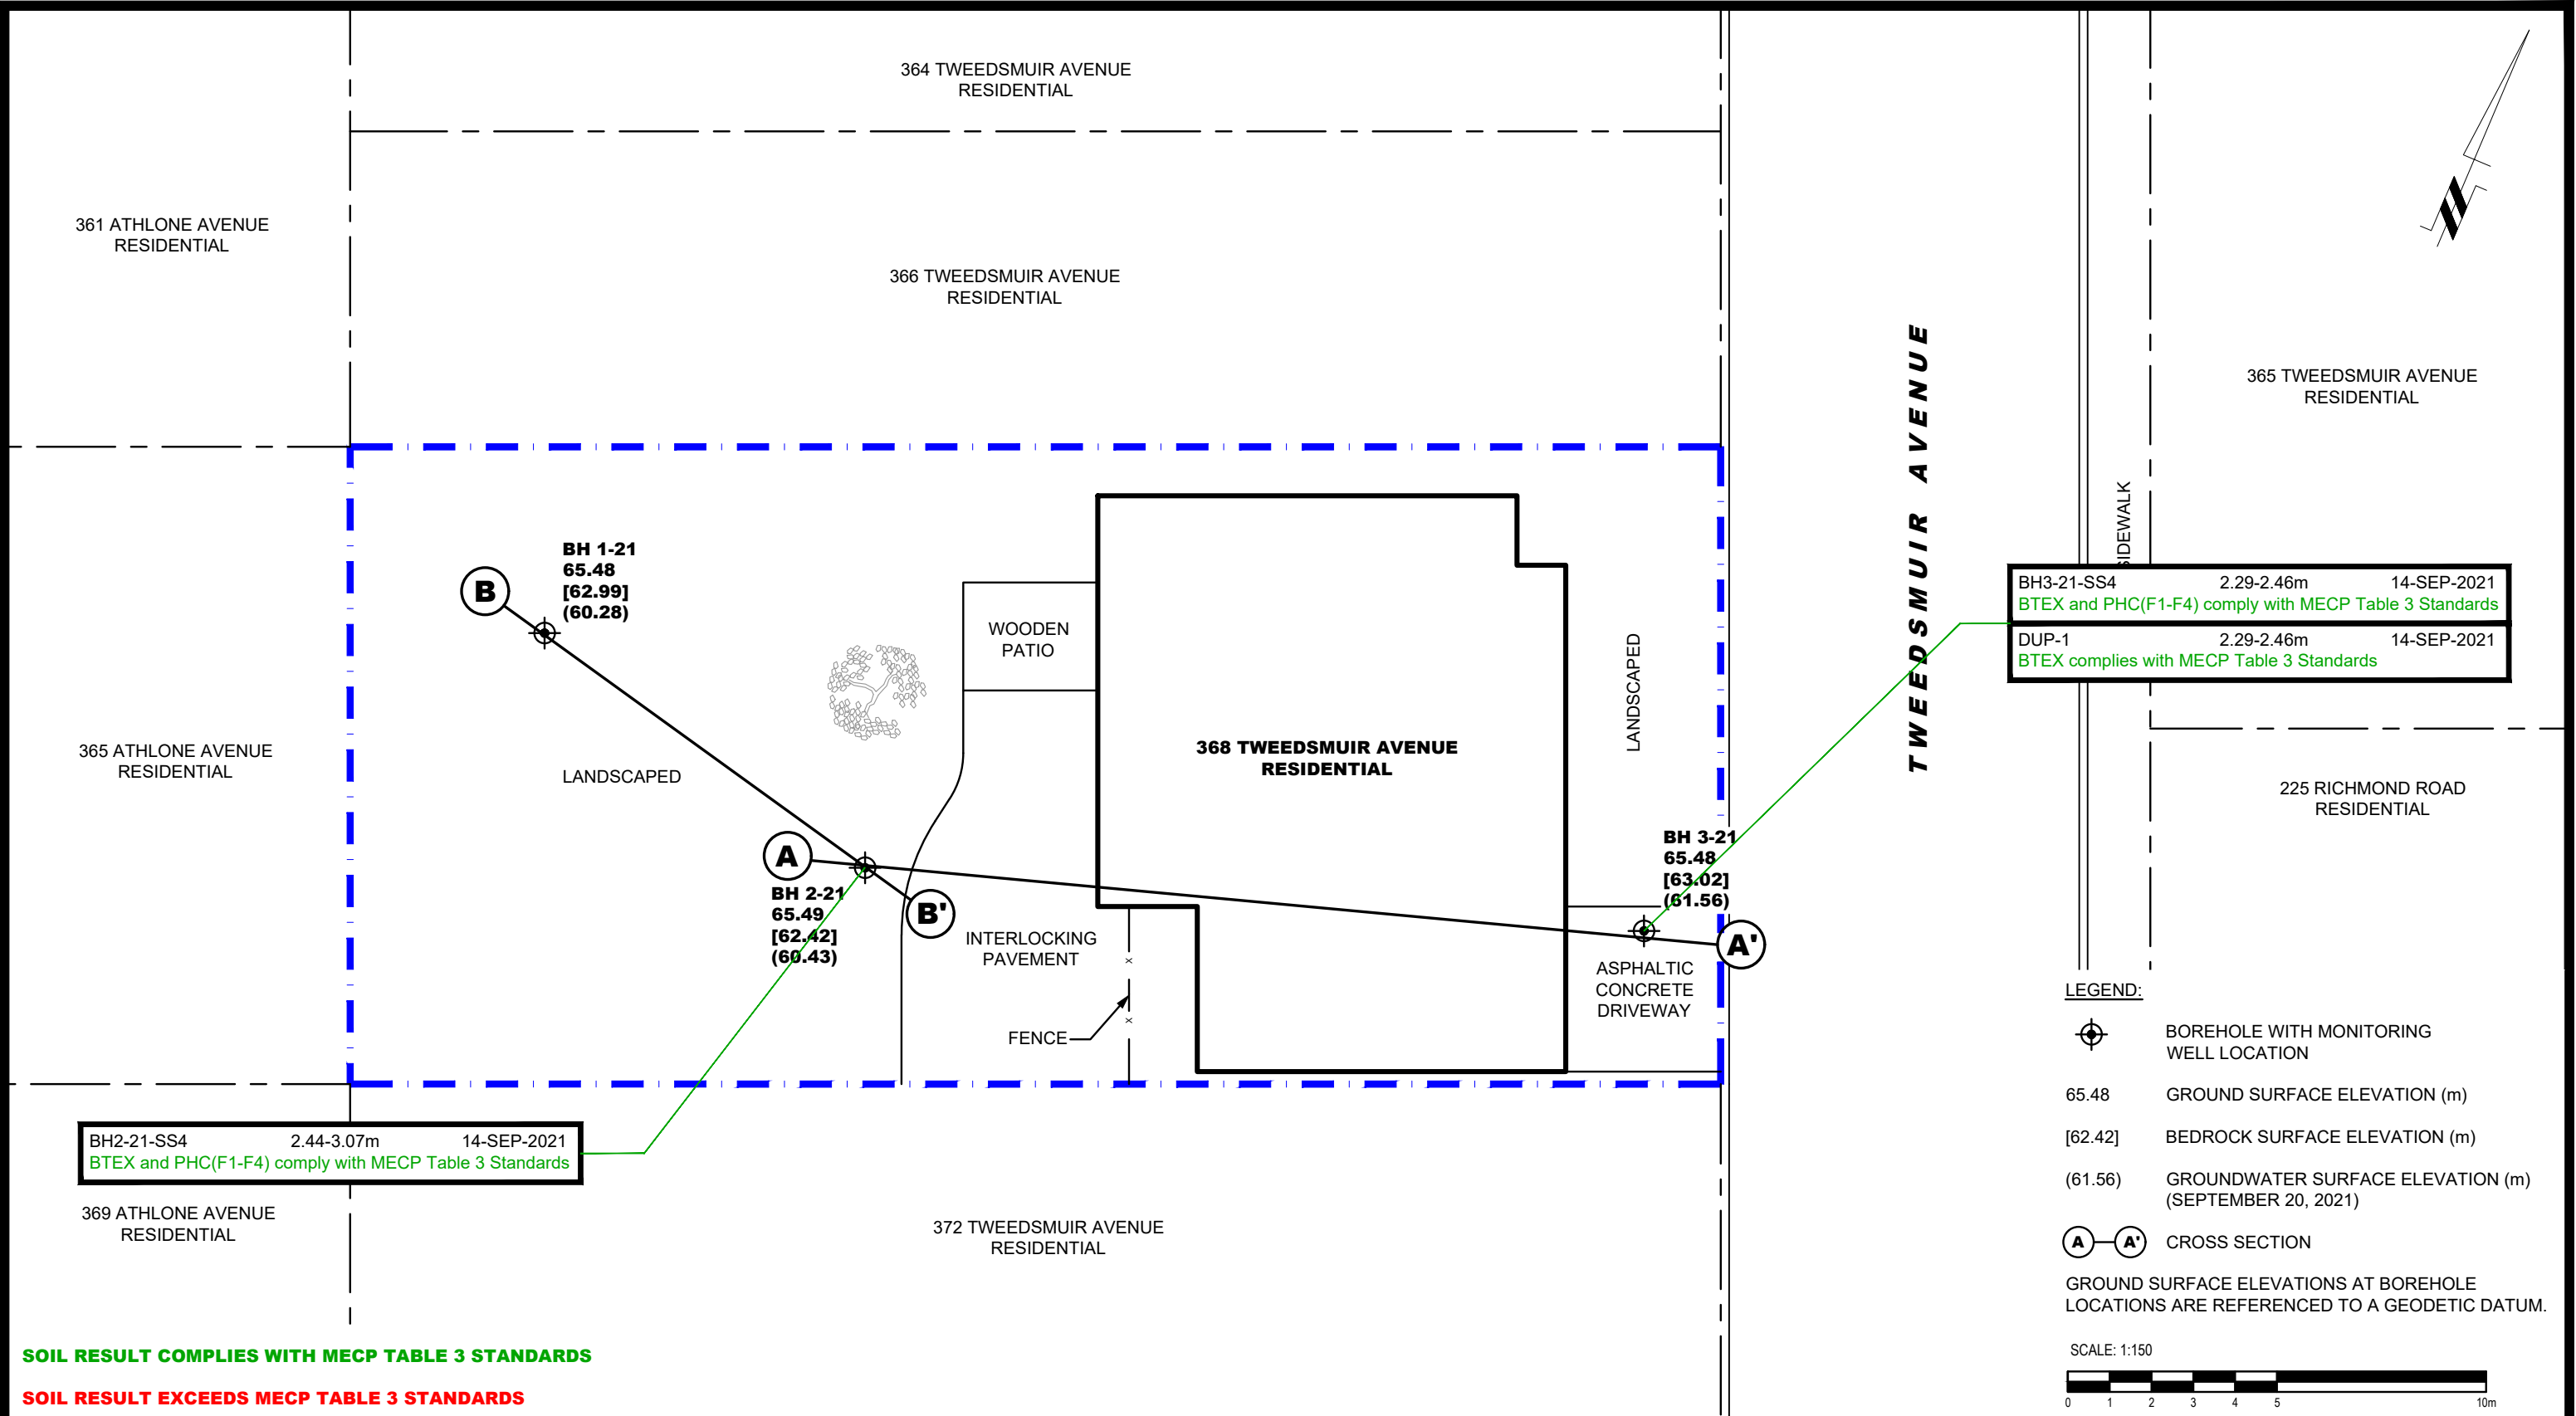 364 TWEEDSMUIR AVENUE
RESIDENTIAL
361 ATHLONE AVENUE
RESIDENTIAL
366 TWEEDSMUIR AVENUE
RESIDENTIAL
TWEEDSMUIR AVENUE
365 TWEEDSMUIR AVENUE
RESIDENTIAL
SIDEWALK
BH 1-21
65.48
[62.99]
(60.28)
B
WOODEN
PATIO
LANDSCAPED
BH3-21-SS4 2.29-2.46m 14-SEP-2021
BTEX and PHC(F1-F4) comply with MECP Table 3 Standards
DUP-1 2.29-2.46m 14-SEP-2021
BTEX complies with MECP Table 3 Standards
365 ATHLONE AVENUE
RESIDENTIAL
LANDSCAPED
368 TWEEDSMUIR AVENUE
RESIDENTIAL
225 RICHMOND ROAD
RESIDENTIAL
A
BH 2-21
65.49
[62.42]
(60.43)
B'
BH 3-21
65.48
[63.02]
(61.56)
A'
INTERLOCKING
PAVEMENT
x
x
FENCE
ASPHALTIC
CONCRETE
DRIVEWAY
BH2-21-SS4 2.44-3.07m 14-SEP-2021
BTEX and PHC(F1-F4) comply with MECP Table 3 Standards
369 ATHLONE AVENUE
RESIDENTIAL
372 TWEEDSMUIR AVENUE
RESIDENTIAL
LEGEND:
BOREHOLE WITH MONITORING
WELL LOCATION
65.48 GROUND SURFACE ELEVATION (m)
[62.42] BEDROCK SURFACE ELEVATION (m)
(61.56) GROUNDWATER SURFACE ELEVATION (m)
(SEPTEMBER 20, 2021)
A A' CROSS SECTION
GROUND SURFACE ELEVATIONS AT BOREHOLE
LOCATIONS ARE REFERENCED TO A GEODETIC DATUM.
SCALE: 1:150
0 1 2 3 4 5 10m
SOIL RESULT COMPLIES WITH MECP TABLE 3 STANDARDS
SOIL RESULT EXCEEDS MECP TABLE 3 STANDARDS